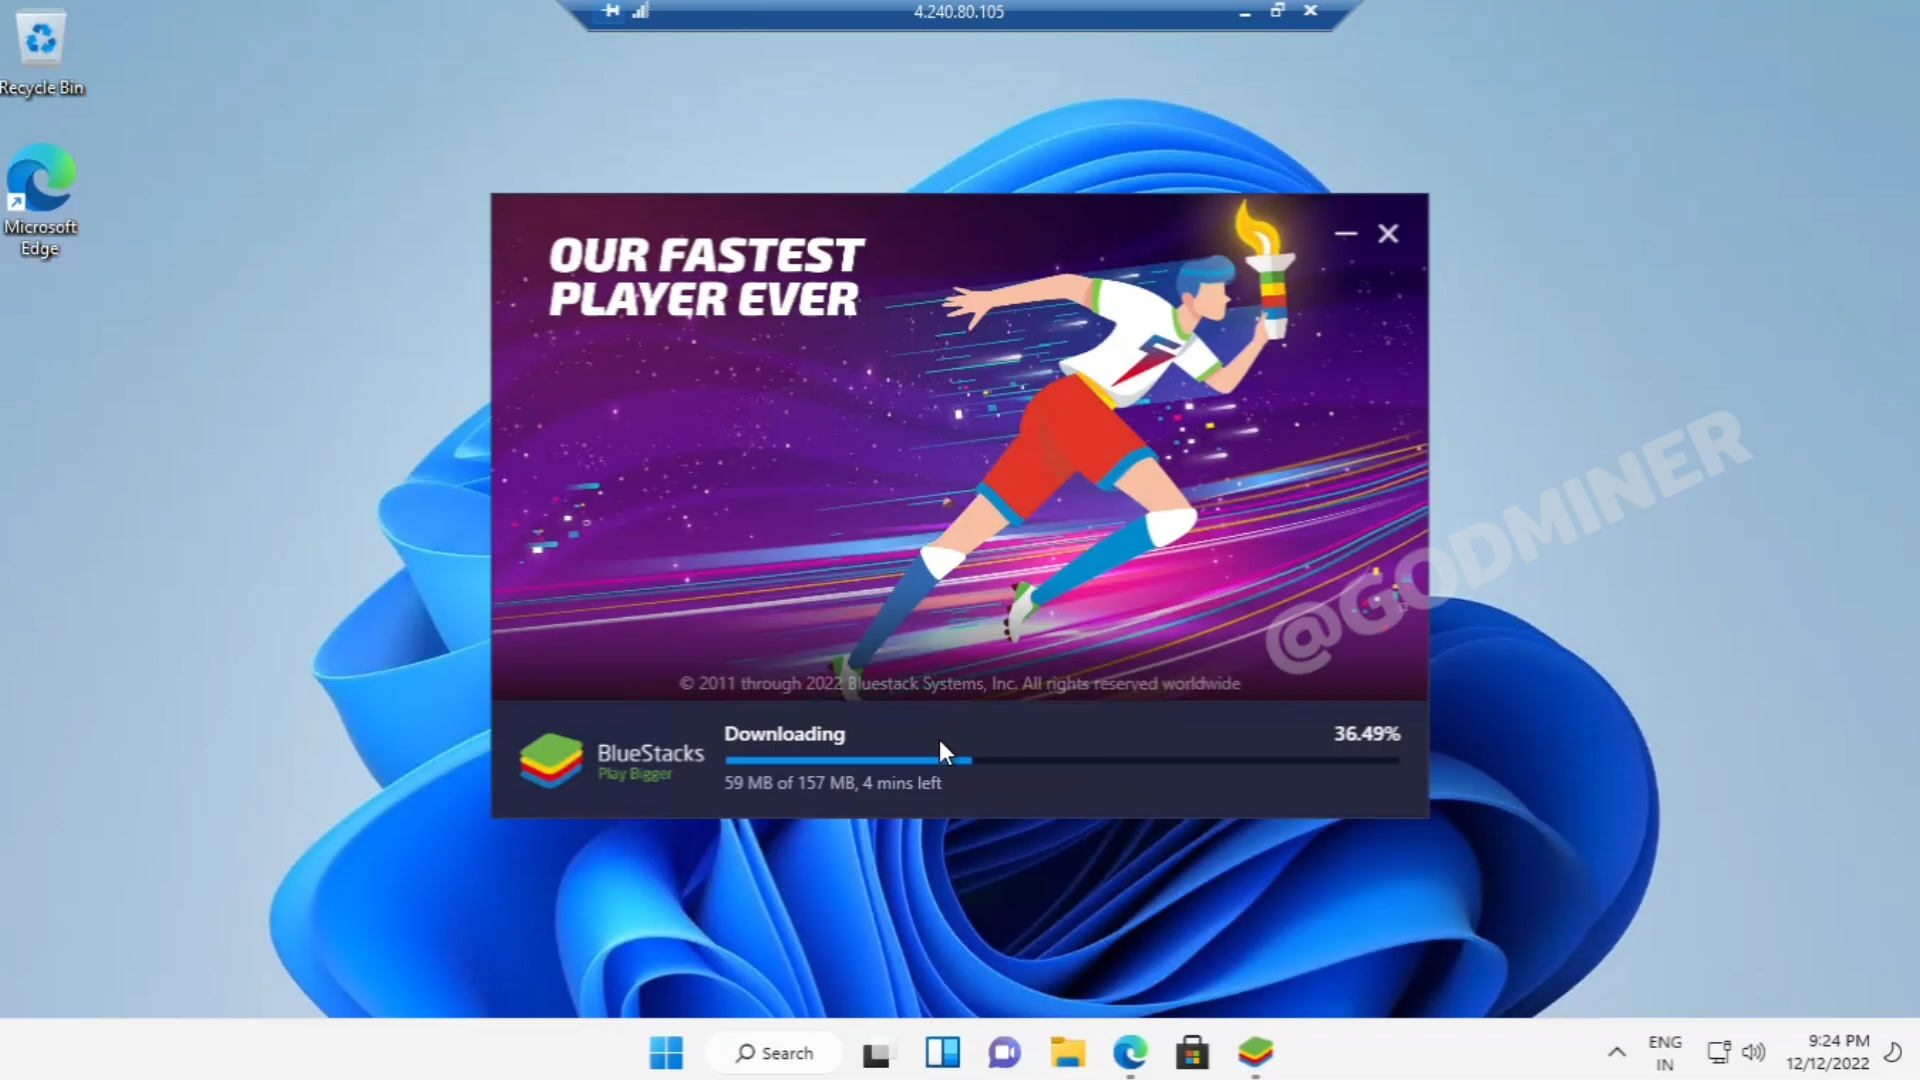 4.240.80.105
Recycle Bin
Microsoft
Edge
OUR FASTEST
PLAYER EVER
@GODMINER
© 2011 through 2022 Bluestack Systems, Inc. All rights reserved worldwide
BlueStacks
Play Bigger
Downloading
36.49%
59 MB of 157 MB, 4 mins left
Search
ENG
IN
9:24 PM
12/12/2022